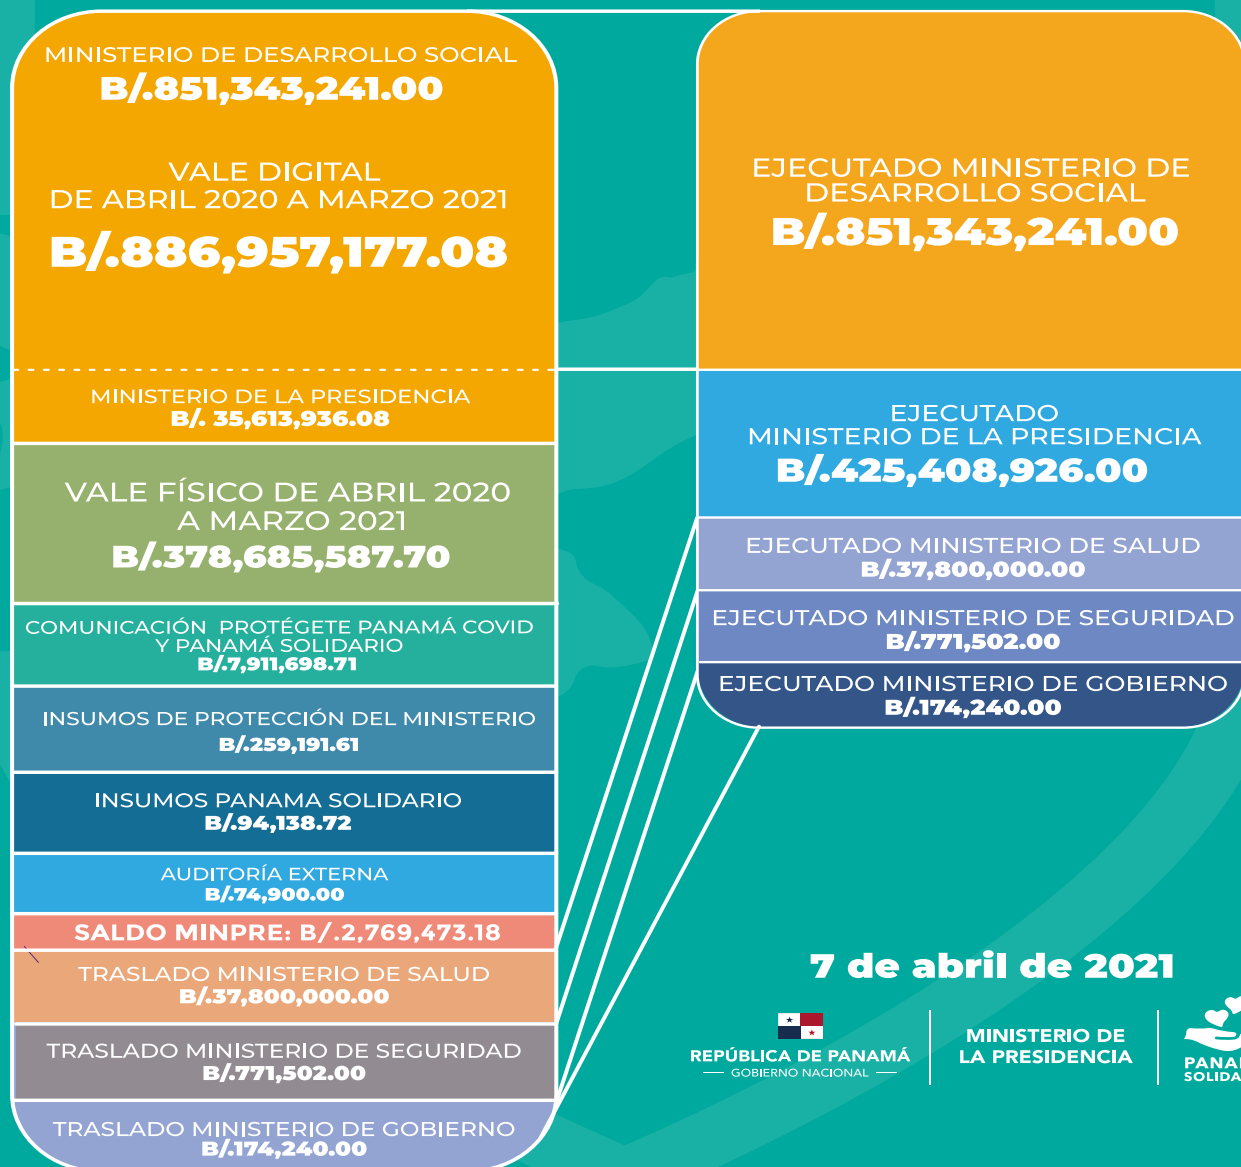 MINISTERIO DE DESARROLLO SOCIAL
B/.851,343,241.00
VALE DIGITAL
DE ABRIL 2020 A MARZO 2021
B/.886,957,177.08
MINISTERIO DE LA PRESIDENCIA
B/. 35,613,936.08
VALE FÍSICO DE ABRIL 2020
A MARZO 2021
B/.378,685,587.70
COMUNICACIÓN PROTÉGETE PANAMÁ COVID
Y PANAMÁ SOLIDARIO
B/.7,911,698.71
INSUMOS DE PROTECCIÓN DEL MINISTERIO
B/.259,191.61
INSUMOS PANAMA SOLIDARIO
B/.94,138.72
AUDITORÍA EXTERNA
B/.74,900.00
SALDO MINPRE: B/.2,769,473.18
TRASLADO MINISTERIO DE SALUD
B/.37,800,000.00
TRASLADO MINISTERIO DE SEGURIDAD
B/.771,502.00
TRASLADO MINISTERIO DE GOBIERNO
B/.174,240.00
EJECUTADO MINISTERIO DE
DESARROLLO SOCIAL
B/.851,343,241.00
EJECUTADO
MINISTERIO DE LA PRESIDENCIA
B/.425,408,926.00
EJECUTADO MINISTERIO DE SALUD
B/.37,800,000.00
EJECUTADO MINISTERIO DE SEGURIDAD
B/.771,502.00
EJECUTADO MINISTERIO DE GOBIERNO
B/.174,240.00
7 de abril de 2021
REPÚBLICA DE PANAMÁ
GOBIERNO NACIONAL
MINISTERIO DE
LA PRESIDENCIA